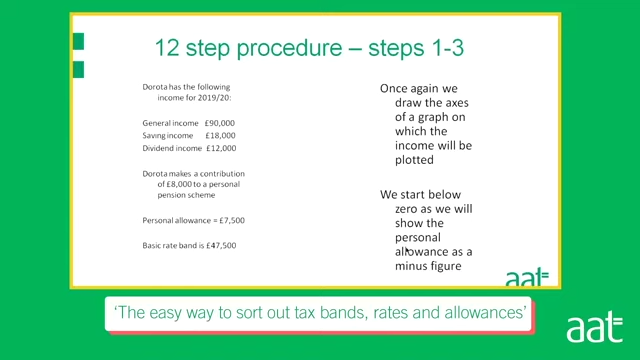 12 step procedure – steps 1-3
Dorota has the following
income for 2019/20:
General income £90,000
Saving income £18,000
Dividend income £12,000
Dorota makes a contribution
of £8,000 to a personal
pension scheme
Personal allowance = £7,500
Basic rate band is £47,500
Once again we
draw the axes
of a graph on
which the
income will be
plotted
We start below
zero as we will
show the
personal
allowance as a
minus figure
aat
'The easy way to sort out tax bands, rates and allowances'
aat